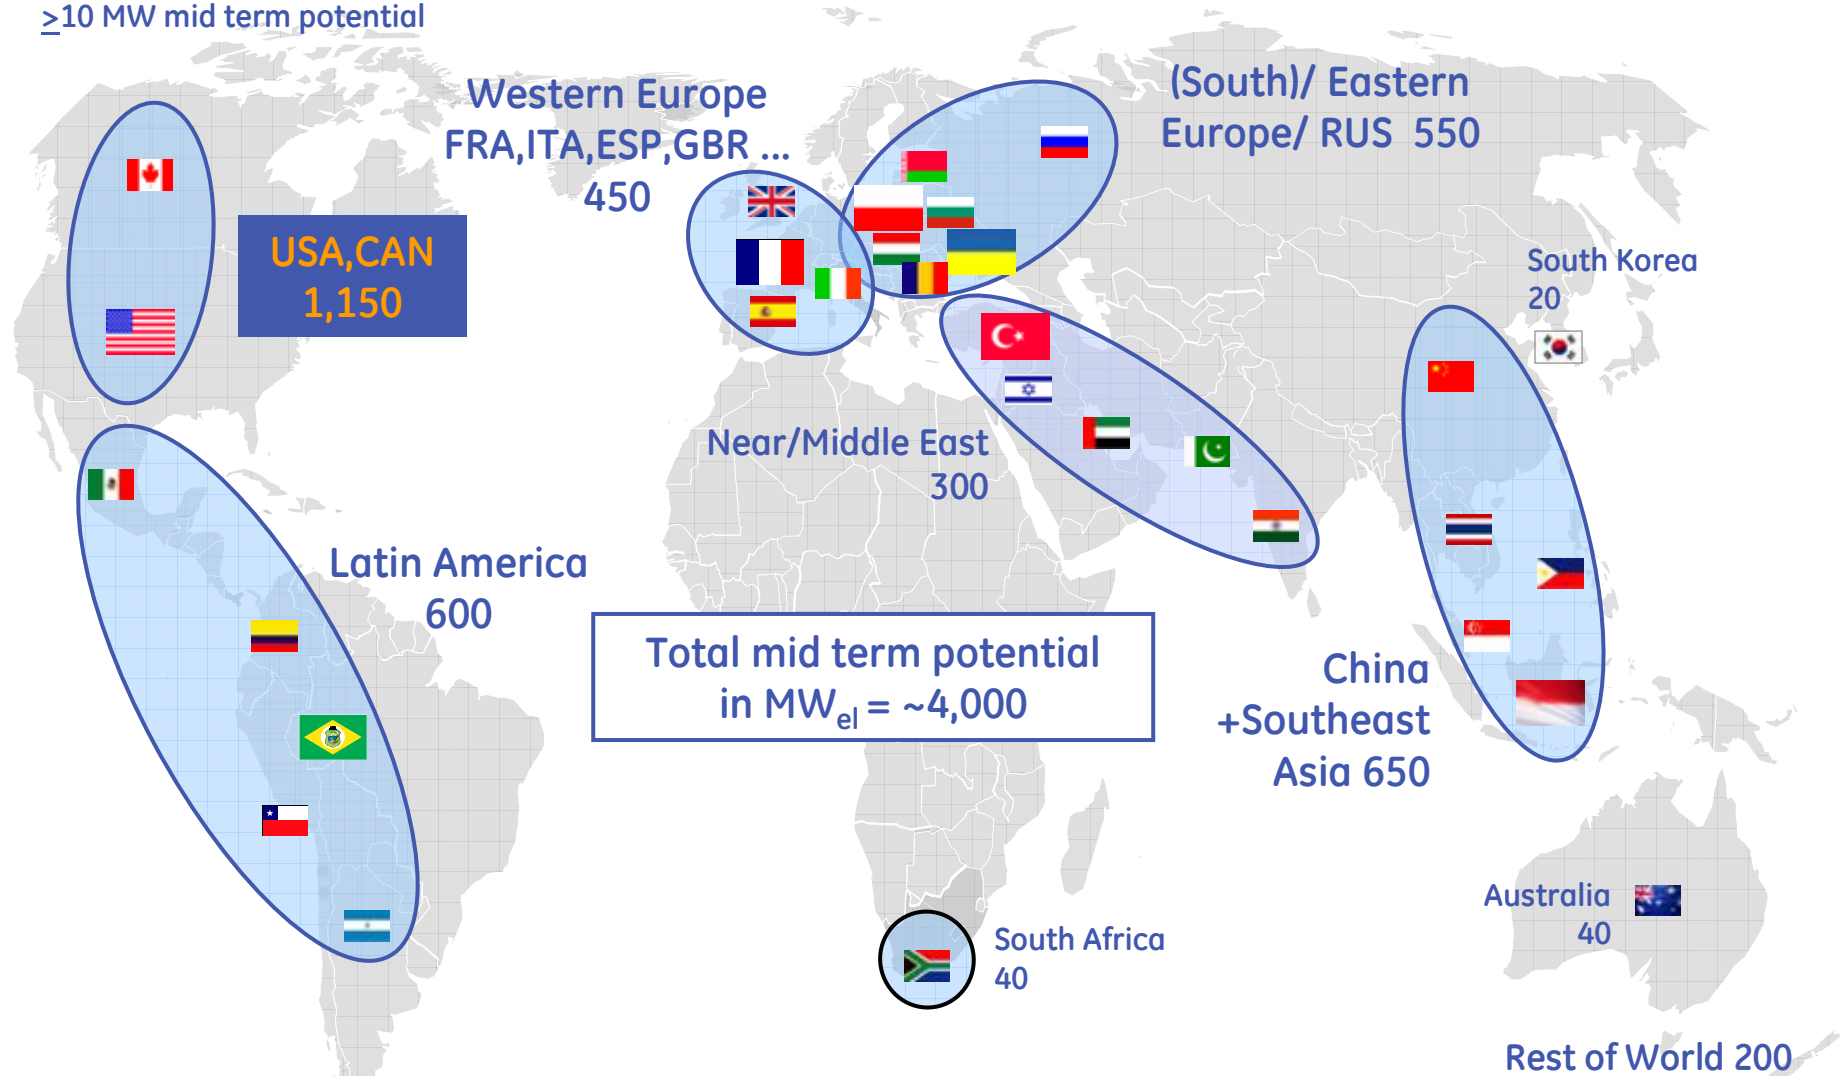 >10 MW mid term potential
Western Europe
FRA,ITA,ESP,GBR ...
450
(South)/ Eastern
Europe/ RUS 550
USA,CAN
1,150
South Korea
20
Near/Middle East
300
Latin America
600
Total mid term potential
in MWel = ~4,000
China
+Southeast
Asia 650
Australia
40
South Africa
40
Rest of World 200